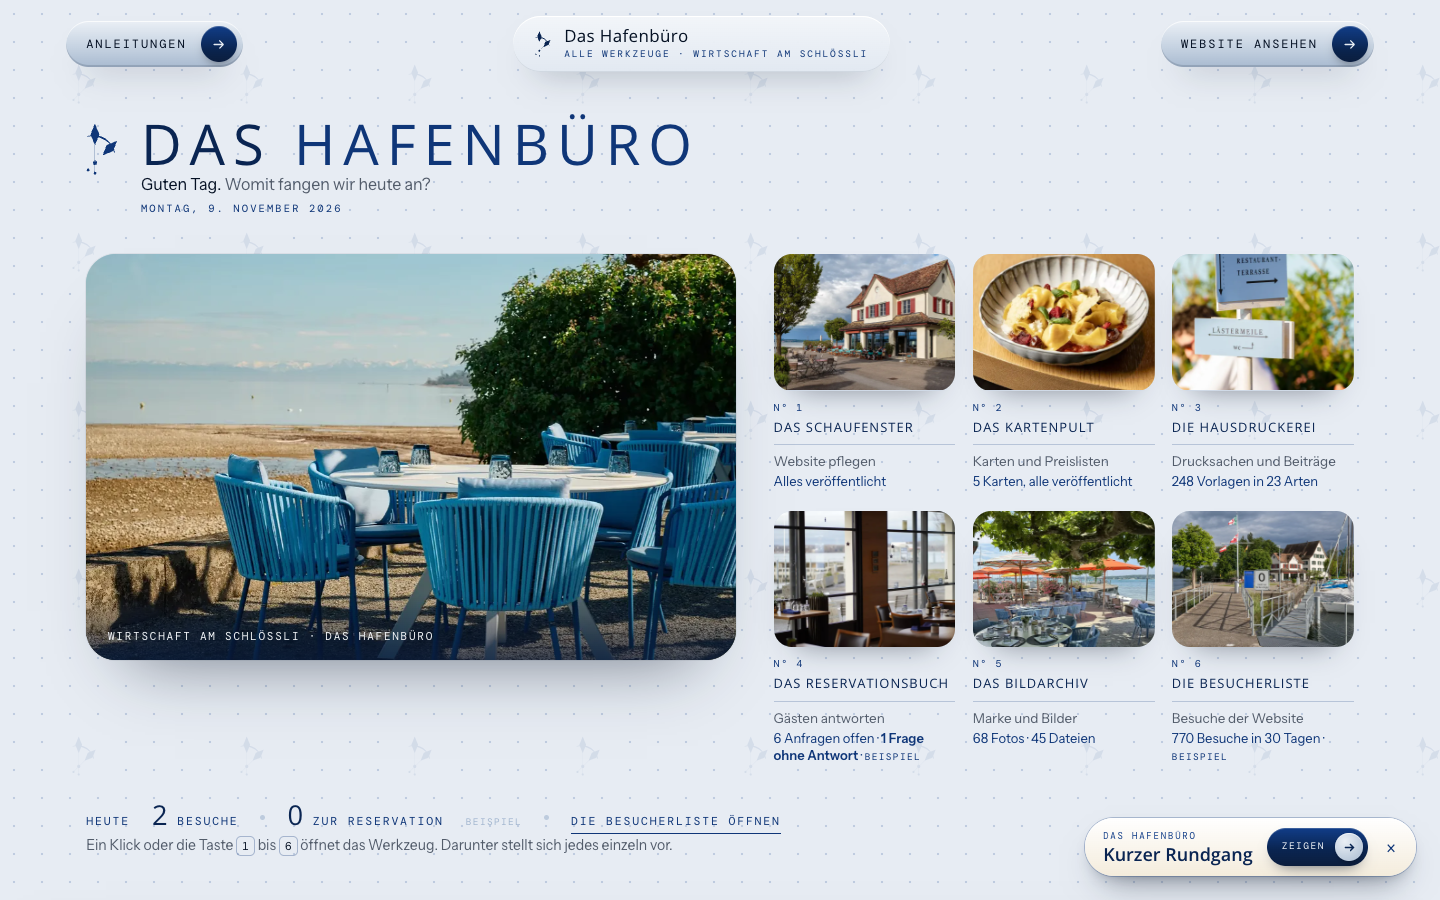 ANLEITUNGEN
Das Hafenbüro
ALLE WERKZEUGE · WIRTSCHAFT AM SCHLÖSSLI
WEBSITE ANSEHEN
DAS HAFENBÜRO
Guten Tag. Womit fangen wir heute an?
MONTAG, 9. NOVEMBER 2026
WIRTSCHAFT AM SCHLÖSSLI · DAS HAFENBÜRO
RESTAURANT-
TERRASSE
LÄSTERMEILE
N° 1
DAS SCHAUFENSTER
Website pflegen
Alles veröffentlicht
N° 2
DAS KARTENPULT
Karten und Preislisten
5 Karten, alle veröffentlicht
N° 3
DIE HAUSDRUCKEREI
Drucksachen und Beiträge
248 Vorlagen in 23 Arten
N° 4
DAS RESERVATIONSBUCH
Gästen antworten
6 Anfragen offen · 1 Frage
ohne Antwort · BEISPIEL
N° 5
DAS BILDARCHIV
Marke und Bilder
68 Fotos · 45 Dateien
N° 6
DIE BESUCHERLISTE
Besuche der Website
770 Besuche in 30 Tagen ·
BEISPIEL
HEUTE 2 BESUCHE • 0 ZUR RESERVATION BEISPIEL • DIE BESUCHERLISTE ÖFFNEN
Ein Klick oder die Taste 1 bis 6 öffnet das Werkzeug. Darunter stellt sich jedes einzeln vor.
DAS HAFENBÜRO
Kurzer Rundgang
ZEIGEN
×